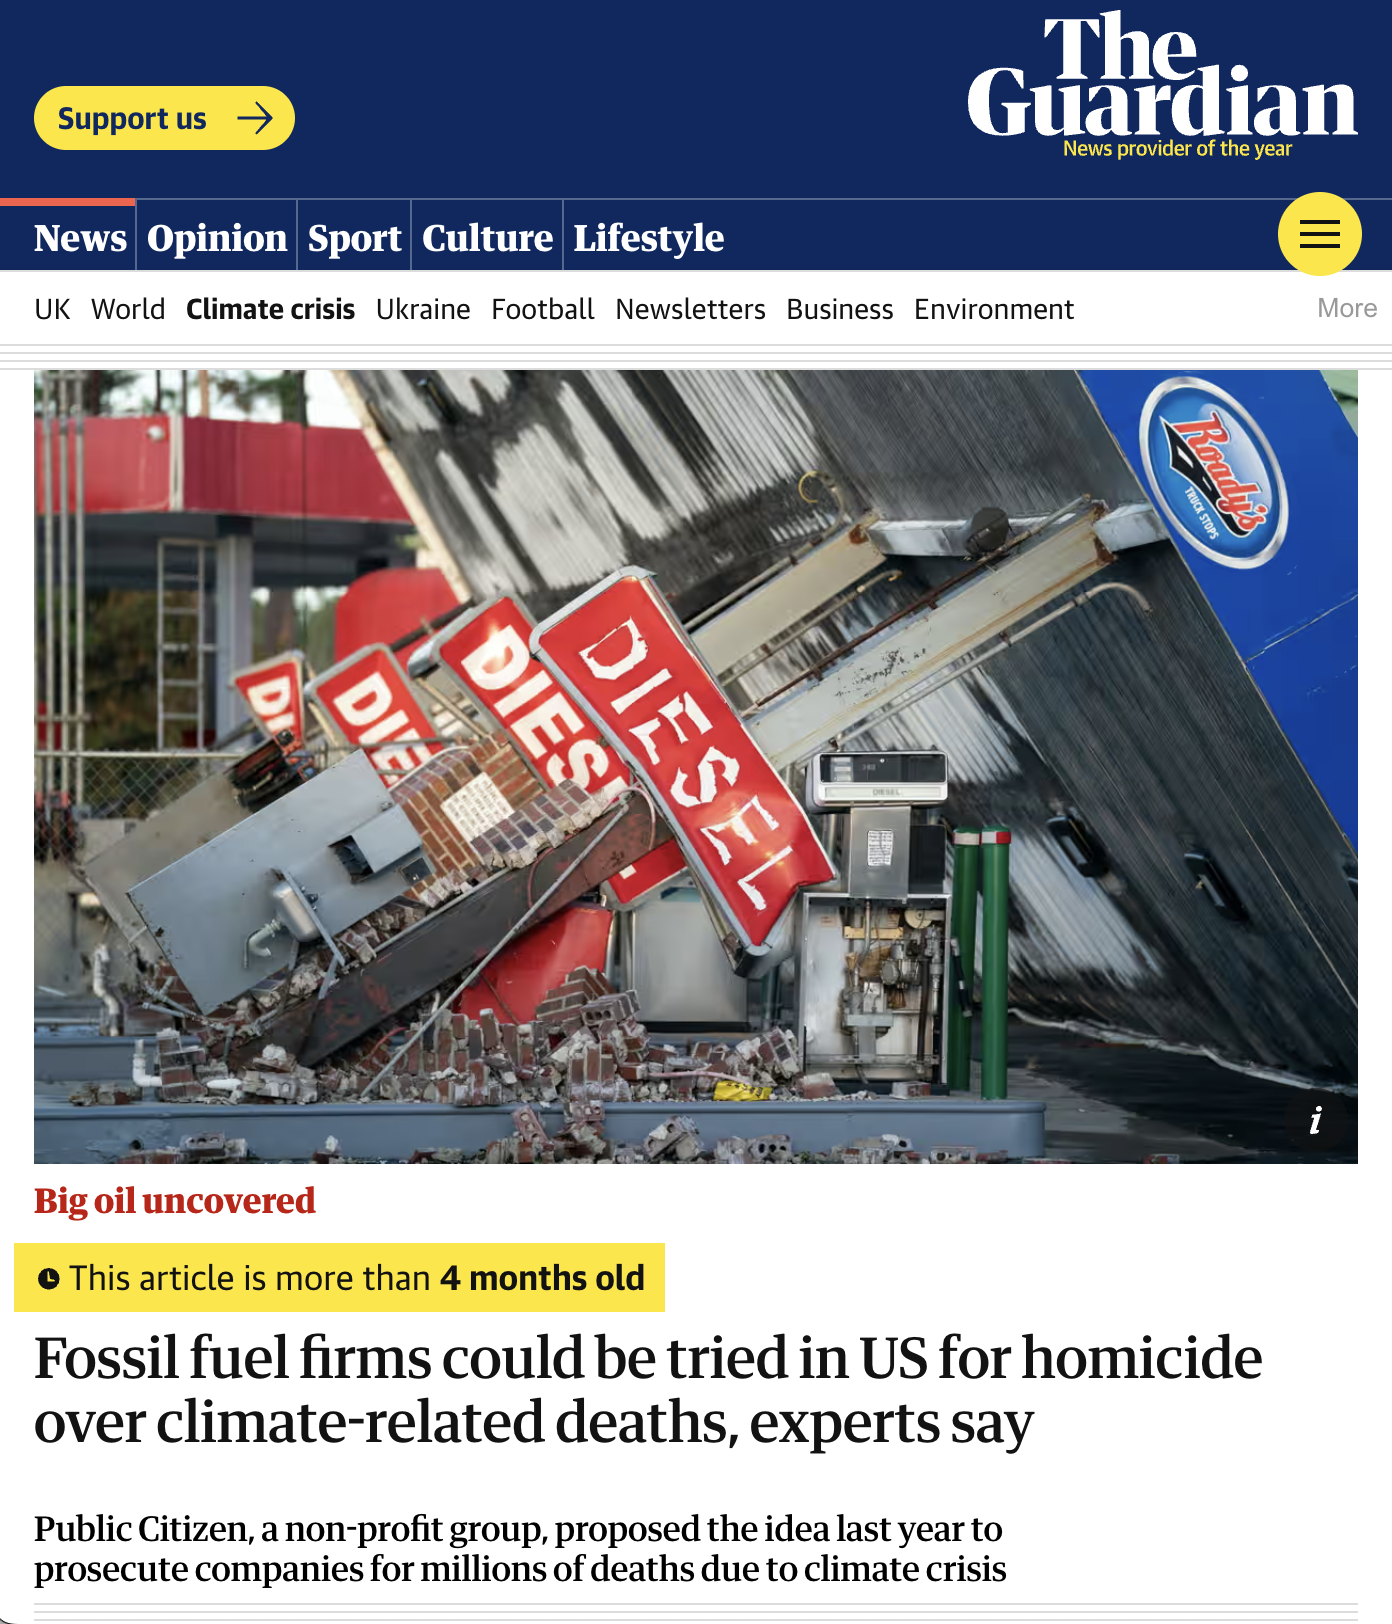 Support us
The
Guardian
News provider of the year
News Opinion Sport Culture Lifestyle
UK World Climate crisis Ukraine Football Newsletters Business Environment More
Roady's
TRUCK STOPS
DI
DIE
DIESEL
DIESEL
DIESEL
i
Big oil uncovered
This article is more than 4 months old
Fossil fuel firms could be tried in US for homicide
over climate-related deaths, experts say
Public Citizen, a non-profit group, proposed the idea last year to
prosecute companies for millions of deaths due to climate crisis